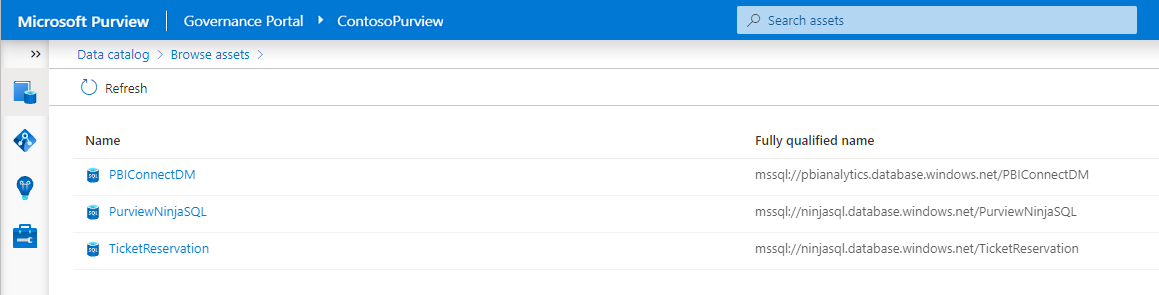 Microsoft Purview Governance Portal ContosoPurview Search assets
Data catalog Browse assets
Refresh
Name Fully qualified name
SQL PBIConnectDM mssql://pbianalytics.database.windows.net/PBIConnectDM
SQL PurviewNinjaSQL mssql://ninjasql.database.windows.net/PurviewNinjaSQL
SQL TicketReservation mssql://ninjasql.database.windows.net/TicketReservation